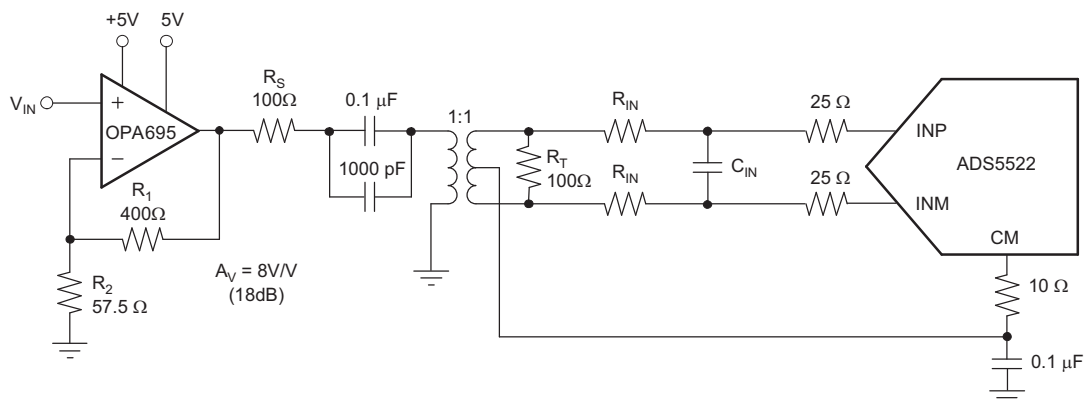 +5V 5V
V_IN
+
OPA695
−
R_S
100Ω
0.1 μF
1000 pF
1:1
R_T
100Ω
R_IN
R_IN
C_IN
25 Ω
25 Ω
INP
ADS5522
INM
CM
R_1
400Ω
R_2
57.5 Ω
A_V = 8V/V
(18dB)
10 Ω
0.1 μF